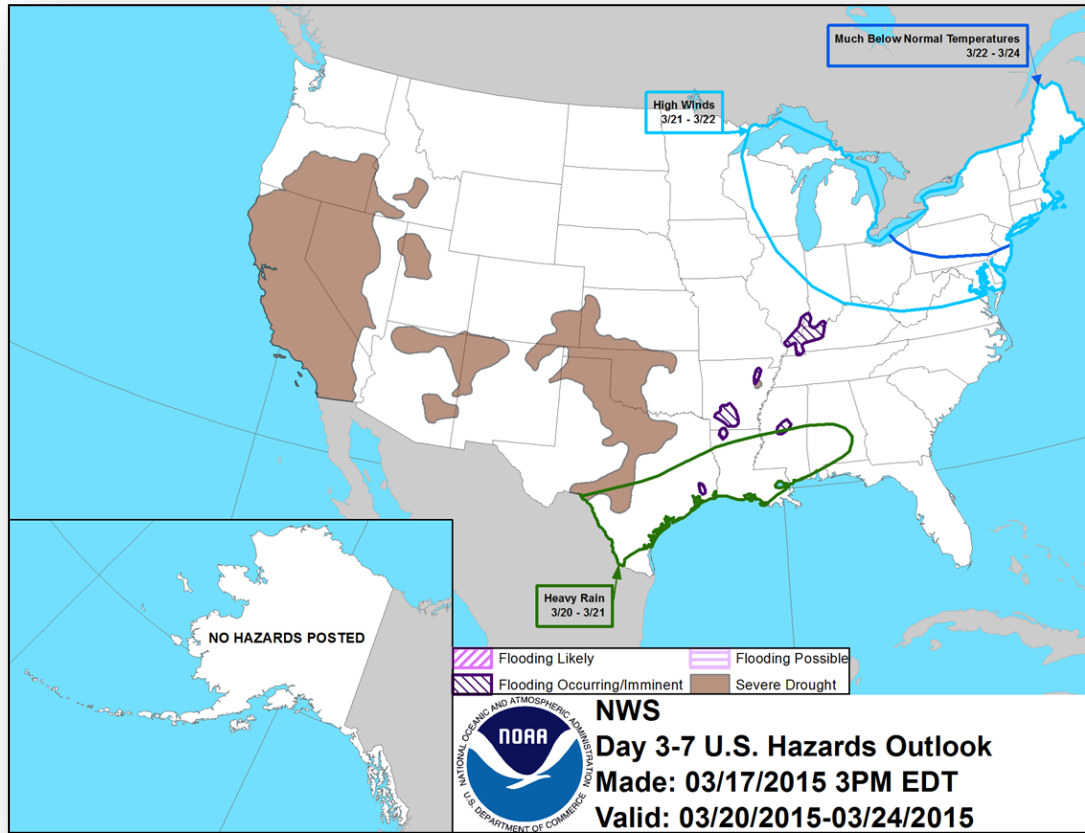 Much Below Normal Temperatures
3/22 - 3/24
High Winds
3/21 - 3/22
Heavy Rain
3/20 - 3/21
NO HAZARDS POSTED
Flooding Likely
Flooding Possible
Flooding Occurring/Imminent
Severe Drought
NATIONAL OCEANIC AND ATMOSPHERIC ADMINISTRATION
NOAA
U.S. DEPARTMENT OF COMMERCE
NWS
Day 3-7 U.S. Hazards Outlook
Made: 03/17/2015 3PM EDT
Valid: 03/20/2015-03/24/2015